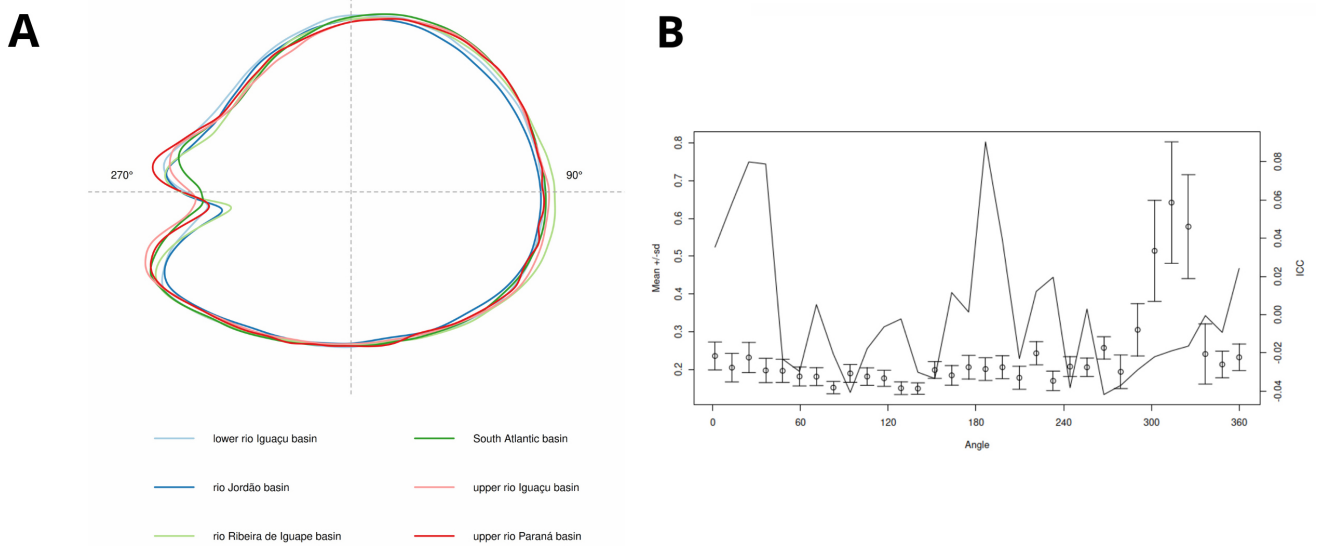 A
270°
90°
lower rio Iguaçu basin
South Atlantic basin
rio Jordão basin
upper rio Iguaçu basin
rio Ribeira de Iguape basin
upper rio Paraná basin
B
0.8
0.7
0.6
0.5
0.4
0.3
0.2
Mean +/-sd
0.08
0.06
0.04
0.02
0.00
-0.02
-0.04
ICC
0 60 120 180 240 300 360
Angle